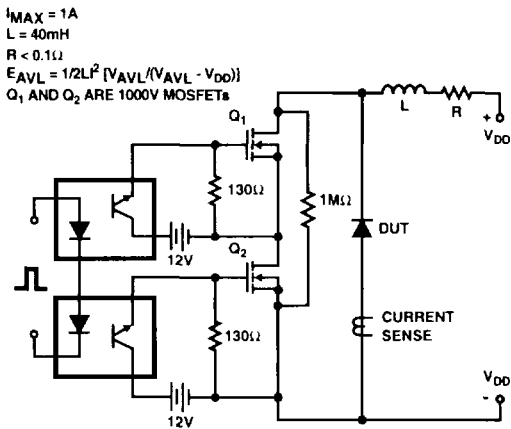 IMAX = 1A
L = 40mH
R < 0.1Ω
EAVL = 1/2LI² [VAVL/(VAVL - VDD)]
Q1 AND Q2 ARE 1000V MOSFETs
Q1
L
R
+
VDD
130Ω
1MΩ
12V
DUT
Q2
130Ω
CURRENT
SENSE
12V
VDD
-